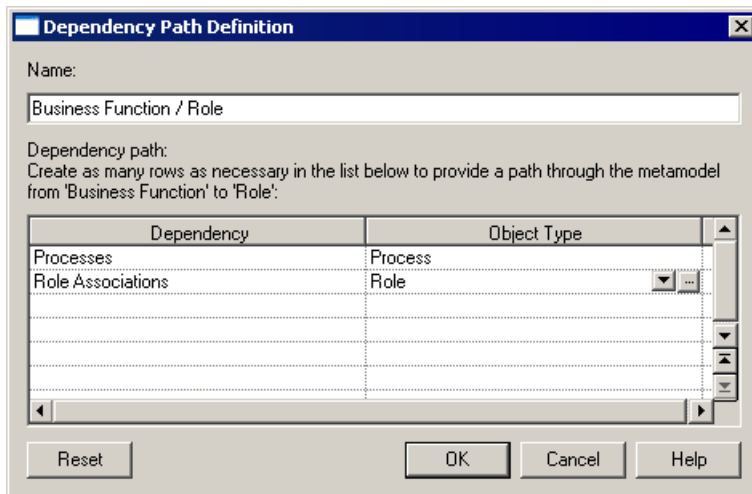 Dependency Path Definition
Name:
Business Function / Role
Dependency path:
Create as many rows as necessary in the list below to provide a path through the metamodel
from 'Business Function' to 'Role':
Dependency Object Type
Processes Process
Role Associations Role ...
Reset OK Cancel Help